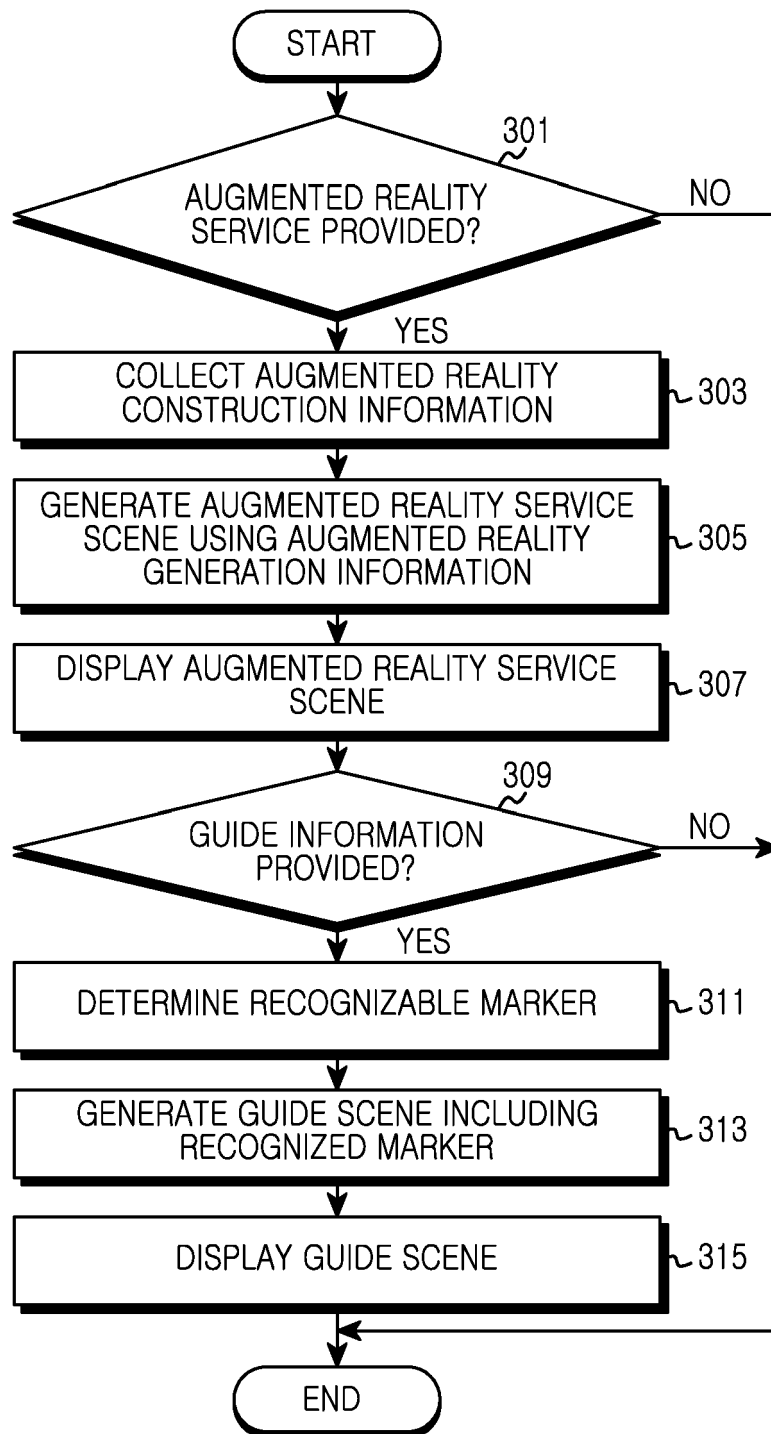 START
301
AUGMENTED REALITY
SERVICE PROVIDED?
NO
YES
COLLECT AUGMENTED REALITY
CONSTRUCTION INFORMATION
303
GENERATE AUGMENTED REALITY SERVICE
SCENE USING AUGMENTED REALITY
GENERATION INFORMATION
305
DISPLAY AUGMENTED REALITY SERVICE
SCENE
307
309
GUIDE INFORMATION
PROVIDED?
NO
YES
DETERMINE RECOGNIZABLE MARKER
311
GENERATE GUIDE SCENE INCLUDING
RECOGNIZED MARKER
313
DISPLAY GUIDE SCENE
315
END